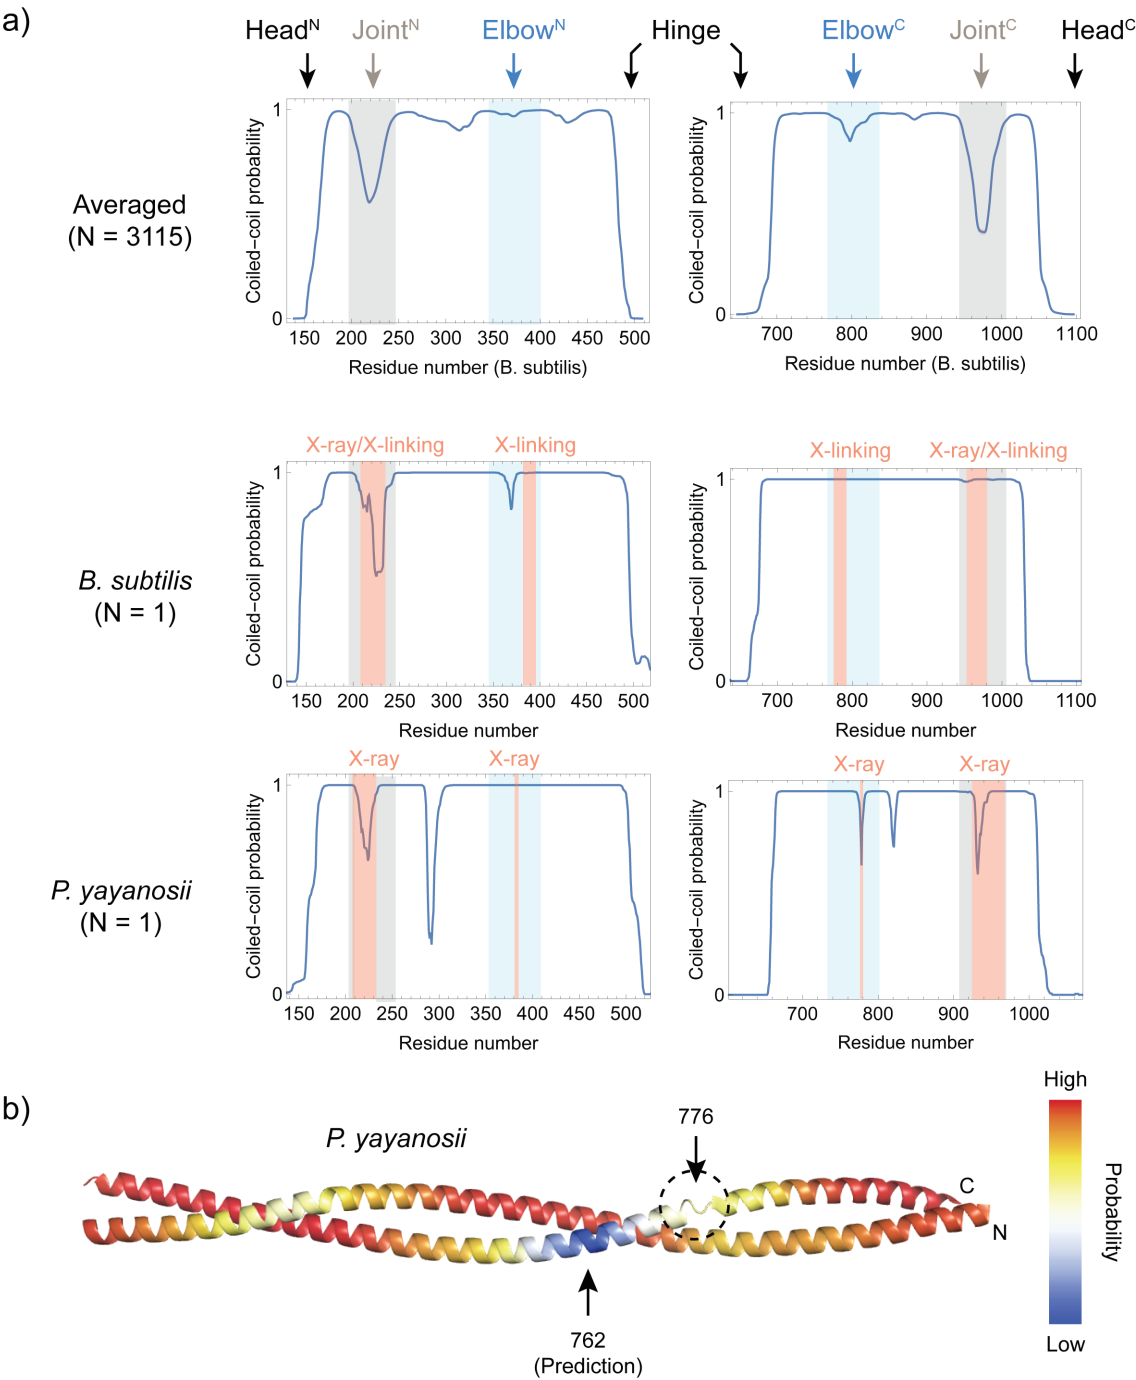 a)
Head^N Joint^N Elbow^N Hinge Elbow^C Joint^C Head^C
Averaged
(N = 3115)
Coiled−coil probability
1
0
150 200 250 300 350 400 450 500
Residue number (B. subtilis)
Coiled−coil probability
1
0
700 800 900 1000 1100
Residue number (B. subtilis)
B. subtilis
(N = 1)
X-ray/X-linking X-linking
Coiled−coil probability
1
0
150 200 250 300 350 400 450 500
Residue number
X-linking X-ray/X-linking
Coiled−coil probability
1
0
700 800 900 1000 1100
Residue number
P. yayanosii
(N = 1)
X-ray X-ray
Coiled−coil probability
1
0
150 200 250 300 350 400 450 500
Residue number
X-ray X-ray
Coiled−coil probability
1
0
700 800 900 1000
Residue number
b)
P. yayanosii
776
C
N
762
(Prediction)
High
Probability
Low